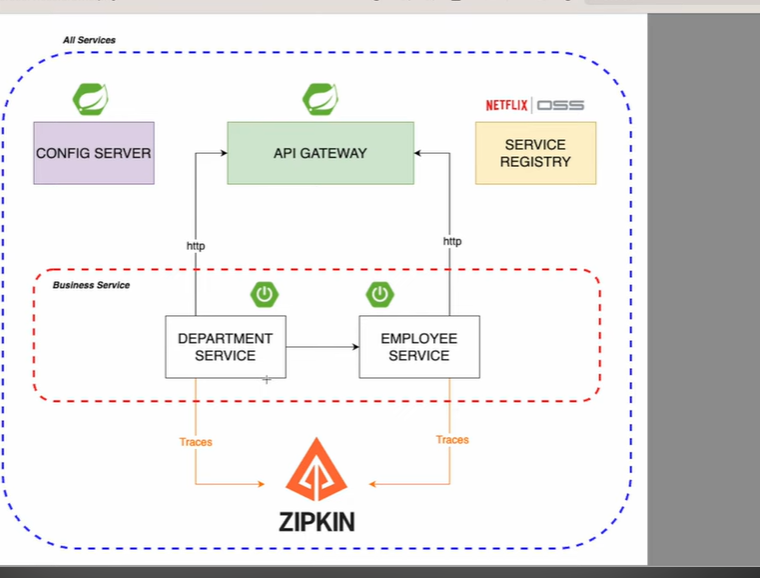 All Services
NETFLIX OSS
CONFIG SERVER
API GATEWAY
SERVICE
REGISTRY
http
http
Business Service
DEPARTMENT
SERVICE
EMPLOYEE
SERVICE
Traces
Traces
ZIPKIN